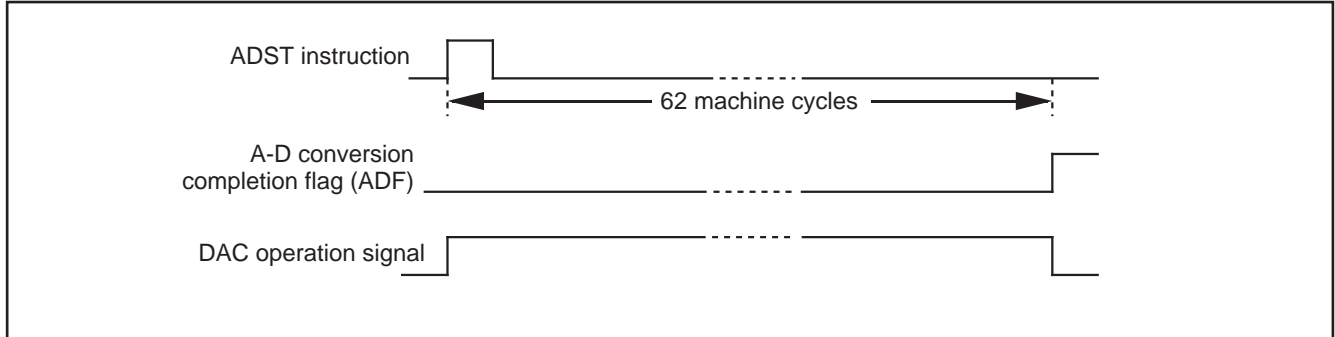 ADST instruction
62 machine cycles
A-D conversion
completion flag (ADF)
DAC operation signal